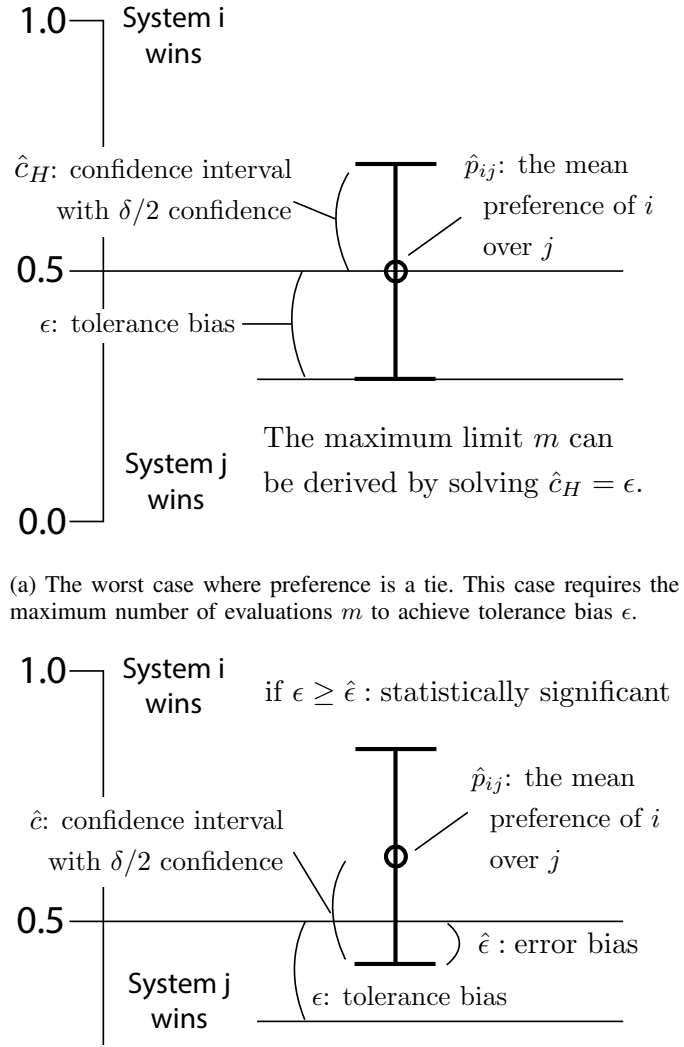 1.0
System i
wins
ĉ_H: confidence interval
with δ/2 confidence
p̂_ij: the mean
preference of i
over j
0.5
ϵ: tolerance bias
System j
wins
The maximum limit m can
be derived by solving ĉ_H = ϵ.
0.0
(a) The worst case where preference is a tie. This case requires the
maximum number of evaluations m to achieve tolerance bias ϵ.
1.0
System i
wins
if ϵ ≥ ϵ̂ : statistically significant
ĉ: confidence interval
with δ/2 confidence
p̂_ij: the mean
preference of i
over j
0.5
ϵ̂ : error bias
System j
wins
ϵ: tolerance bias